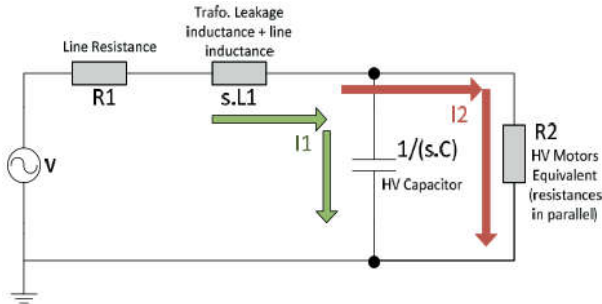 Trafo. Leakage
inductance + line
inductance
Line Resistance
R1
s.L1
I1
I2
V
1/(s.C)
HV Capacitor
R2
HV Motors
Equivalent
(resistances
in parallel)